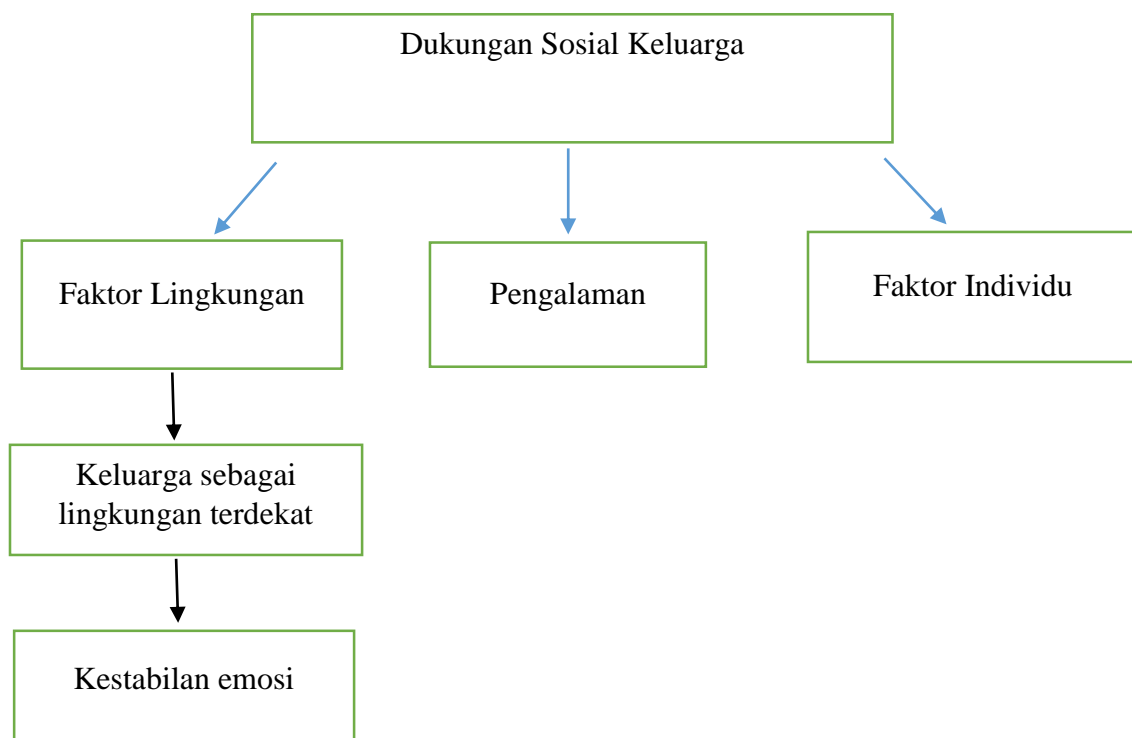 Dukungan Sosial Keluarga
Faktor Lingkungan
Pengalaman
Faktor Individu
Keluarga sebagai
lingkungan terdekat
Kestabilan emosi